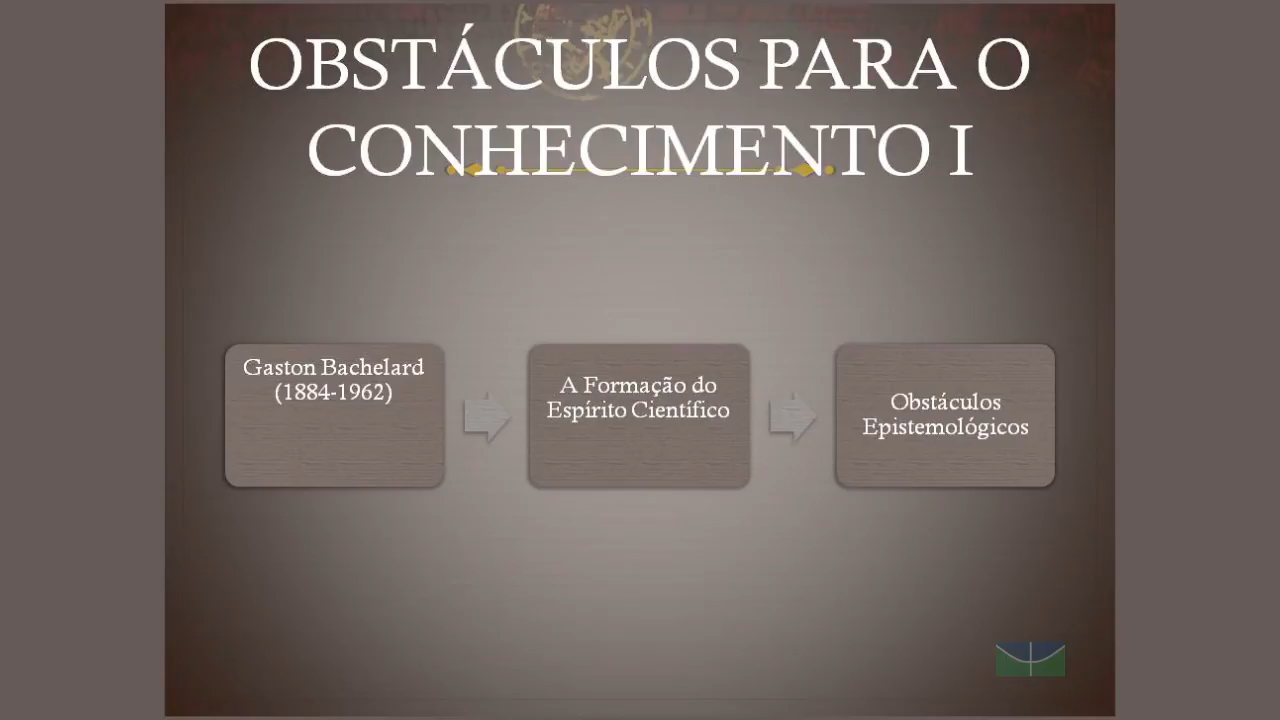 OBSTÁCULOS PARA O
CONHECIMENTO I
Gaston Bachelard
(1884-1962)
A Formação do
Espírito Científico
Obstáculos
Epistemológicos